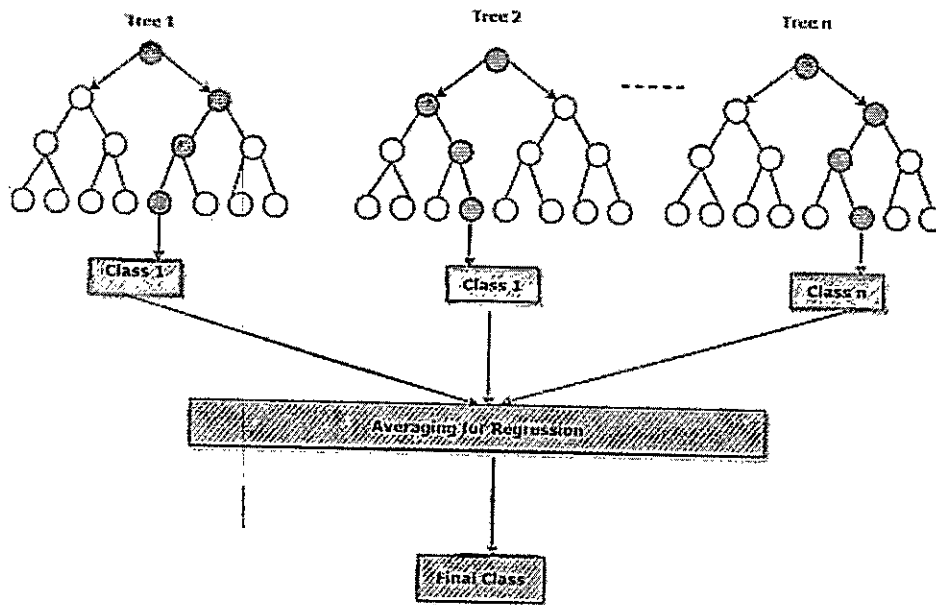 Tree 1
Tree 2
Tree n
Class 1
Class 1
Class n
Averaging for Regression
Final Class